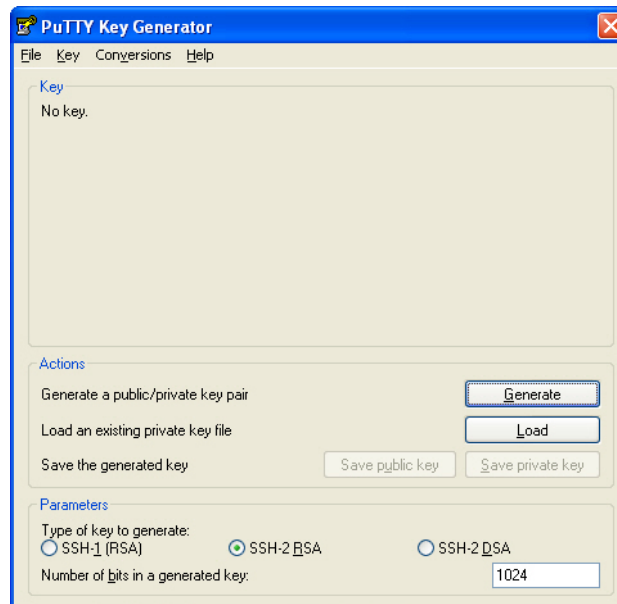 PuTTY Key Generator
File Key Conversions Help
Key
No key.
Actions
Generate a public/private key pair Generate
Load an existing private key file Load
Save the generated key Save public key Save private key
Parameters
Type of key to generate:
SSH-1 (RSA) SSH-2 RSA SSH-2 DSA
Number of bits in a generated key: 1024